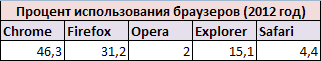 Процент использования браузеров (2012 год)
Chrome Firefox Opera Explorer Safari
46,3 31,2 2 15,1 4,4